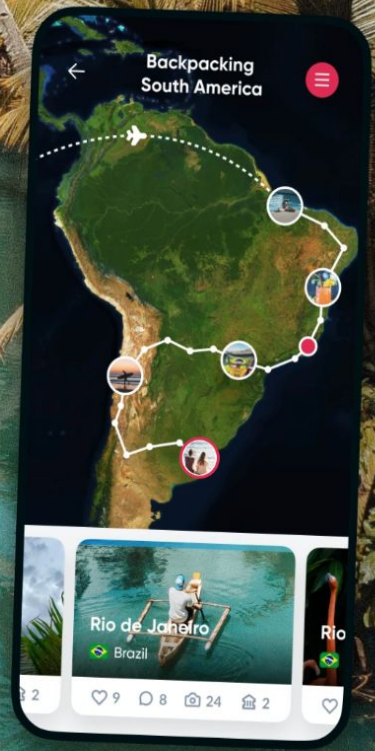 Backpacking
South America
Rio de Janeiro
Brazil
2
9 8 24 2
Rio